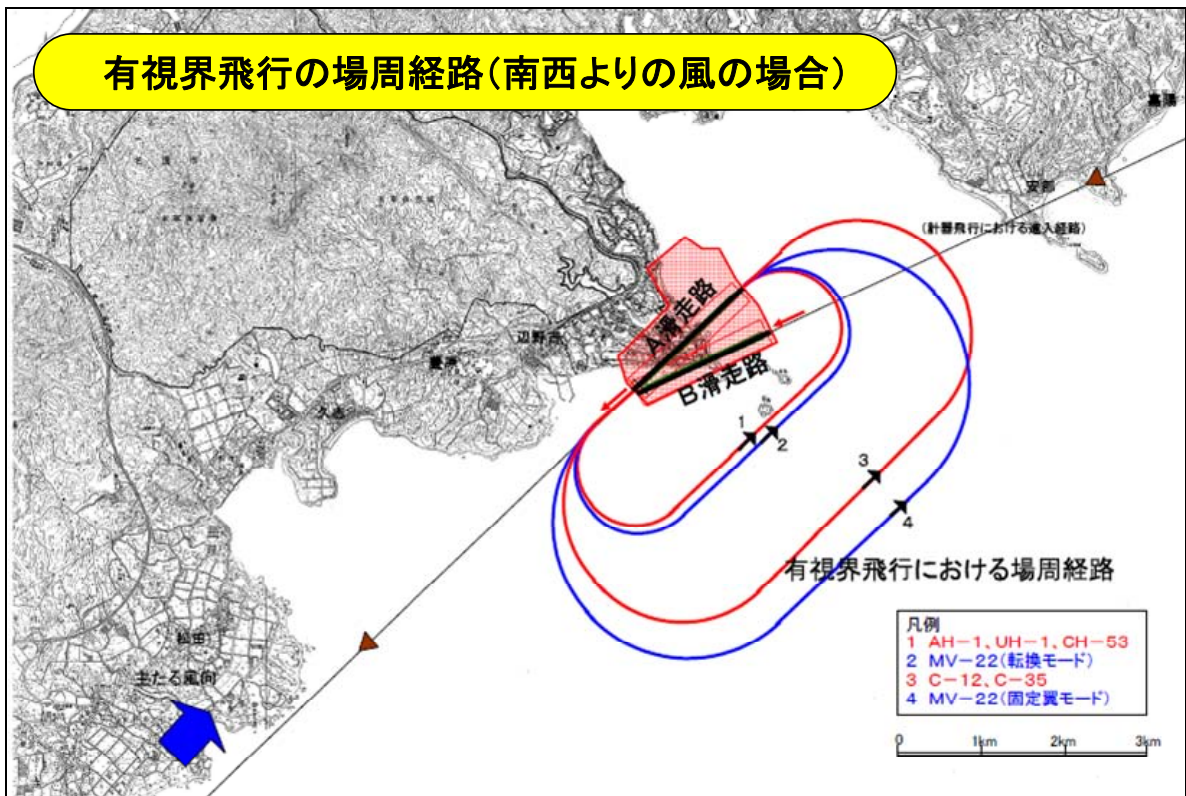 有視界飛行の場周経路(南西よりの風の場合)
嘉陽
安部
(計器飛行における進入経路)
A滑走路
辺野古
豊原
B滑走路
久志
1
2
3
4
有視界飛行における場周経路
松田
主たる風向
凡例
1 AH-1、UH-1、CH-53
2 MV-22(転換モード)
3 C-12、C-35
4 MV-22(固定翼モード)
0 1km 2km 3km